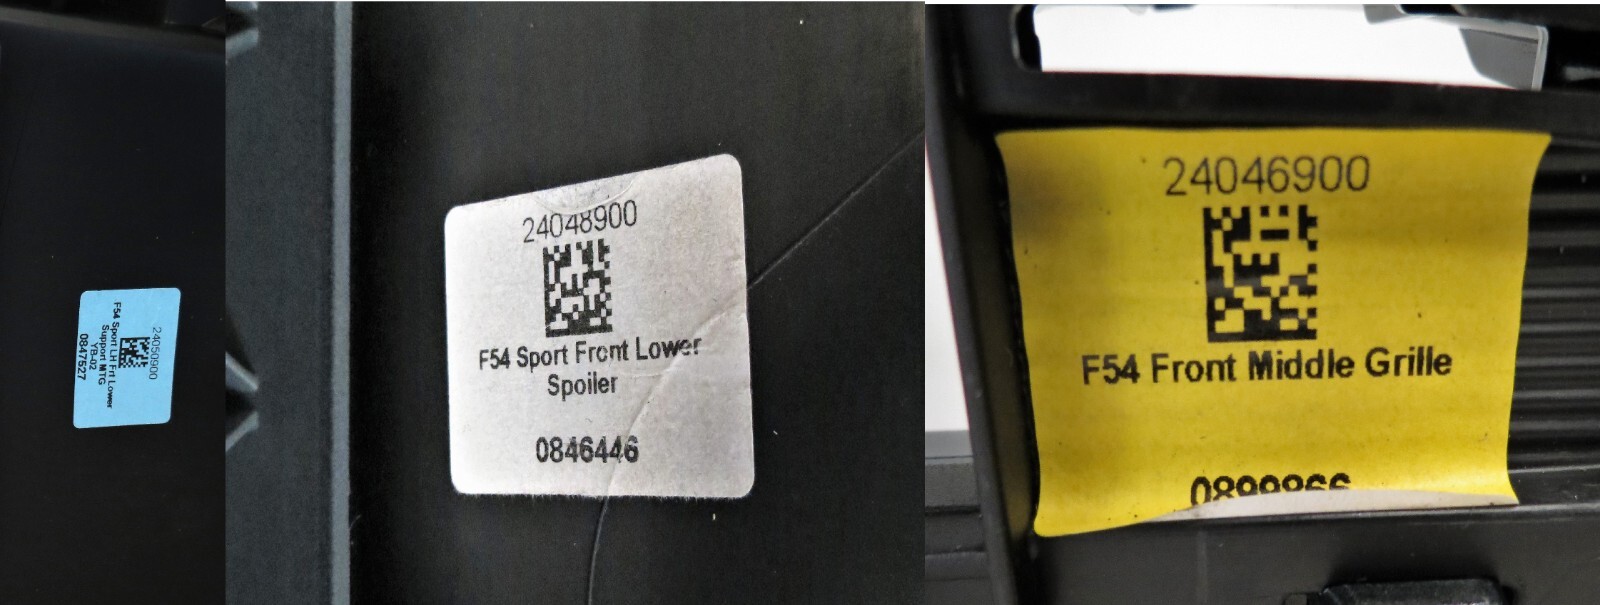 24050900
F54 Sport LH Frt Lower
Support MTG
YB-02
0847527
24048900
F54 Sport Front Lower
Spoiler
0846446
24046900
F54 Front Middle Grille